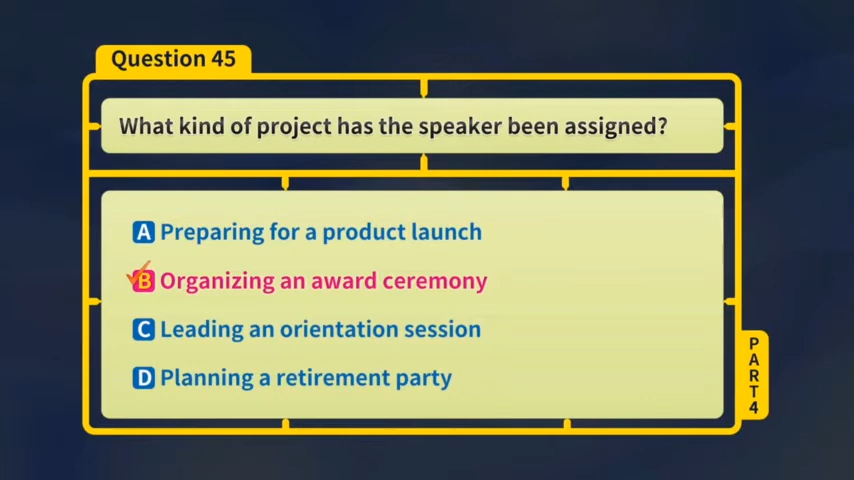 Question 45
What kind of project has the speaker been assigned?
A Preparing for a product launch
B Organizing an award ceremony
C Leading an orientation session
D Planning a retirement party
PART4